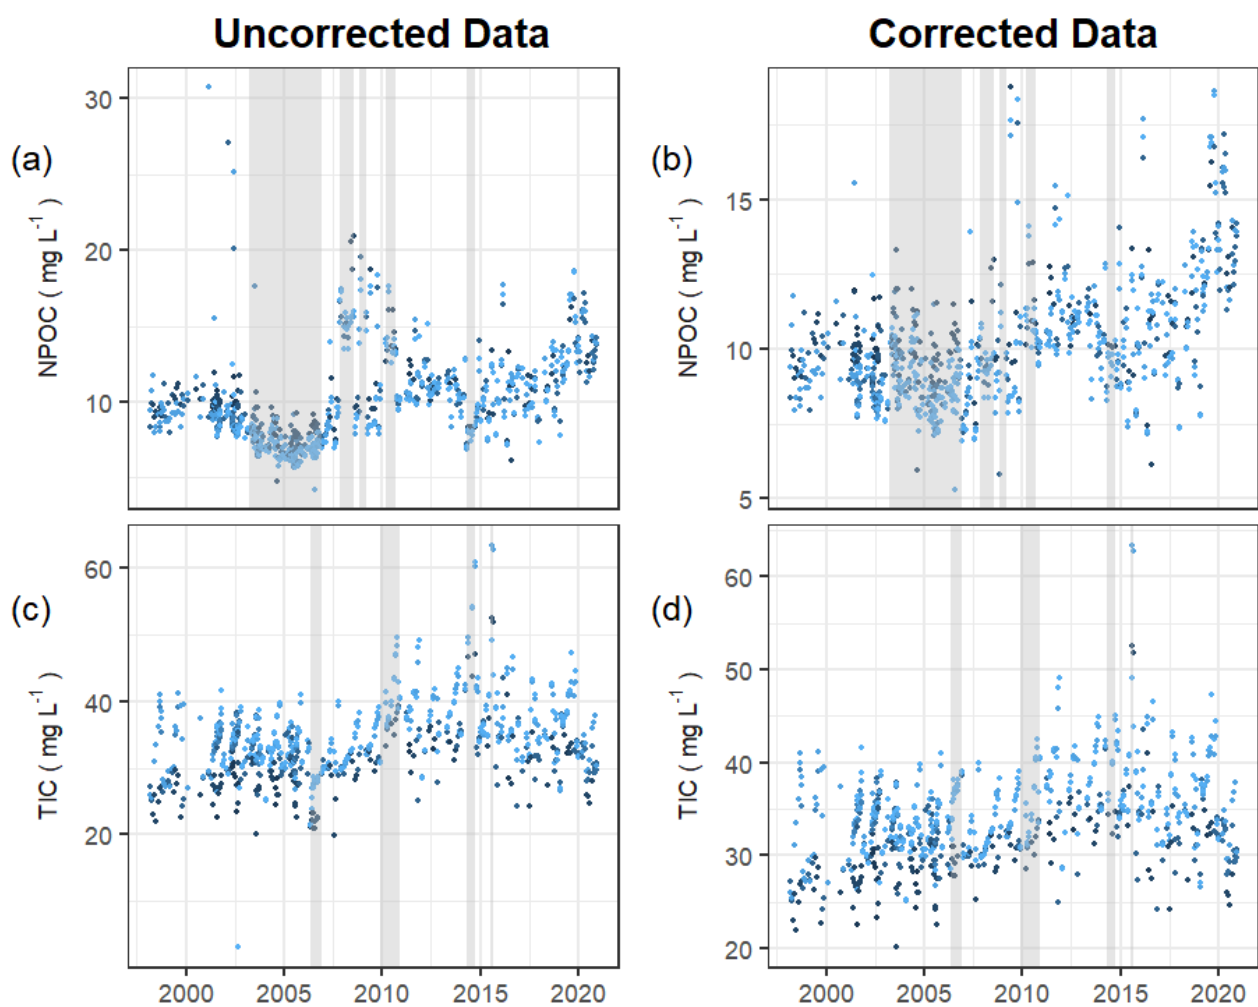 Uncorrected Data
Corrected Data
(a)
NPOC ( mg L⁻¹ )
30
20
10
(b)
NPOC ( mg L⁻¹ )
15
10
5
(c)
TIC ( mg L⁻¹ )
60
40
20
2000 2005 2010 2015 2020
(d)
TIC ( mg L⁻¹ )
60
50
40
30
20
2000 2005 2010 2015 2020